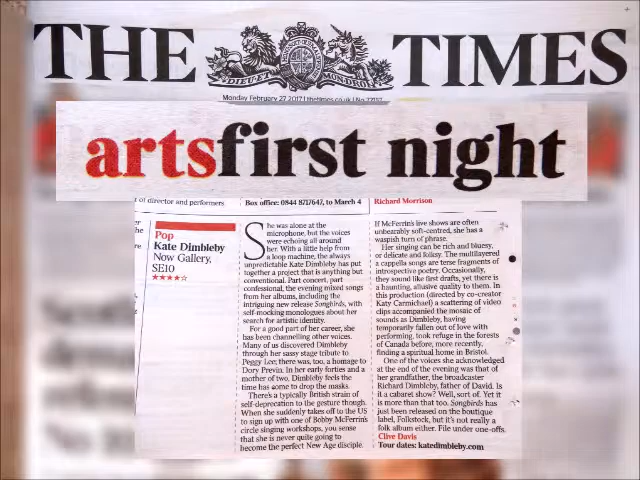 THE TIMES
DIEU ET MON DROIT
Monday February 27 2017 | thetimes.co.uk | No
artsfirst night
of director and performers
Box office: 0844 8717647, to March 4
Richard Morrison
Pop
Kate Dimbleby
Now Gallery,
SE10
★★★★☆
She was alone at the
microphone, but the voices
were echoing all around
her. With a little help from
a loop machine, the always
unpredictable Kate Dimbleby has put
together a project that is anything but
conventional. Part concert, part
confessional, the evening mixed songs
from her albums, including the
intriguing new release Songbirds, with
self-mocking monologues about her
search for artistic identity.
For a good part of her career, she
has been channelling other voices.
Many of us discovered Dimbleby
through her sassy stage tribute to
Peggy Lee; there was, too, a homage to
Dory Previn. In her early forties and a
mother of two, Dimbleby feels the
time has come to drop the masks.
There's a typically British strain of
self-deprecation to the gesture though.
When she suddenly takes off to the US
to sign up with one of Bobby McFerrin's
circle singing workshops, you sense
that she is never quite going to
become the perfect New Age disciple.
If McFerrin's live shows are often
unbearably soft-centred, she has a
waspish turn of phrase.
Her singing can be rich and bluesy,
or delicate and folksy. The multilayered
a cappella songs are terse fragments of
introspective poetry. Occasionally,
they sound like first drafts, yet there is
a haunting, allusive quality to them. In
this production (directed by co-creator
Katy Carmichael) a scattering of video
clips accompanied the mosaic of
sounds as Dimbleby, having
temporarily fallen out of love with
performing, took refuge in the forests
of Canada before, more recently,
finding a spiritual home in Bristol.
One of the voices she acknowledged
at the end of the evening was that of
her grandfather, the broadcaster
Richard Dimbleby, father of David. Is
it a cabaret show? Well, sort of. Yet it
is more than that too. Songbirds has
just been released on the boutique
label, Folkstock, but it's not really a
folk album either. File under one-offs.
Clive Davis
Tour dates: katedimbleby.com